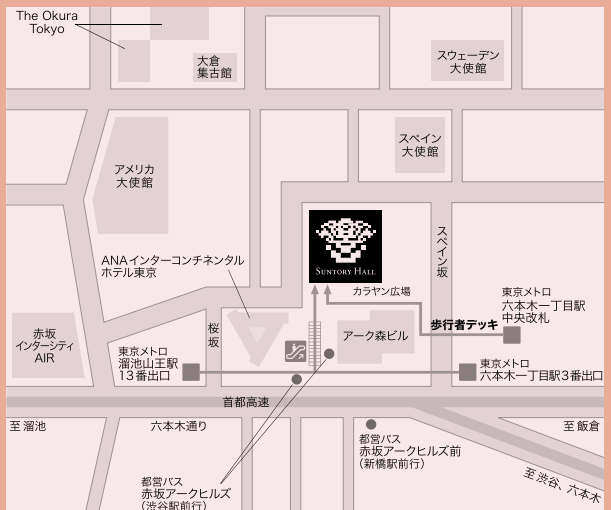 The Okura
Tokyo
大倉
集古館
スウェーデン
大使館
スペイン
大使館
アメリカ
大使館
スペイン坂
ANAインターコンチネンタル
ホテル東京
SUNTORY HALL
カラヤン広場
東京メトロ
六本木一丁目駅
中央改札
歩行者デッキ
桜坂
アーク森ビル
赤坂
インターシティ
AIR
東京メトロ
溜池山王駅
13番出口
東京メトロ
六本木一丁目駅3番出口
首都高速
至 溜池
六本木通り
至 飯倉
都営バス
赤坂アークヒルズ前
(新橋駅前行)
至 渋谷、六本木
都営バス
赤坂アークヒルズ
(渋谷駅前行)